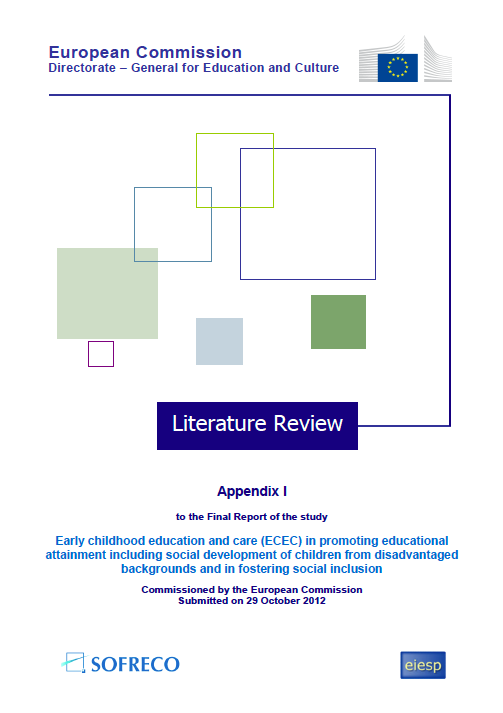 European Commission
Directorate – General for Education and Culture
Literature Review
Appendix I
to the Final Report of the study
Early childhood education and care (ECEC) in promoting educational
attainment including social development of children from disadvantaged
backgrounds and in fostering social inclusion
Commissioned by the European Commission
Submitted on 29 October 2012
SOFRECO
eiesp